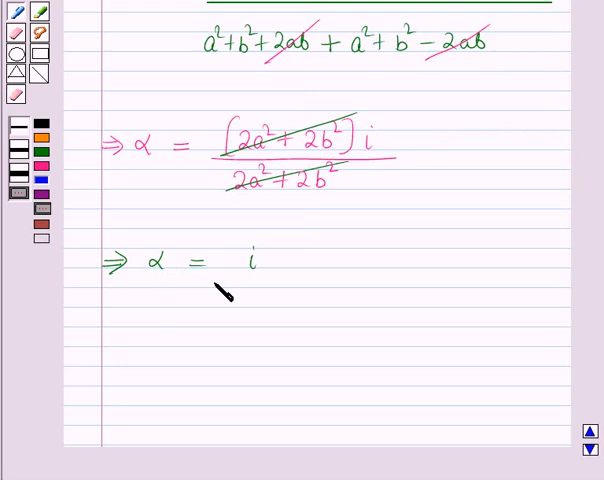 a²+b²+2ab + a²+b²-2ab
⇒ α = [2a²+2b²] i
2a²+2b²
⇒ α = i